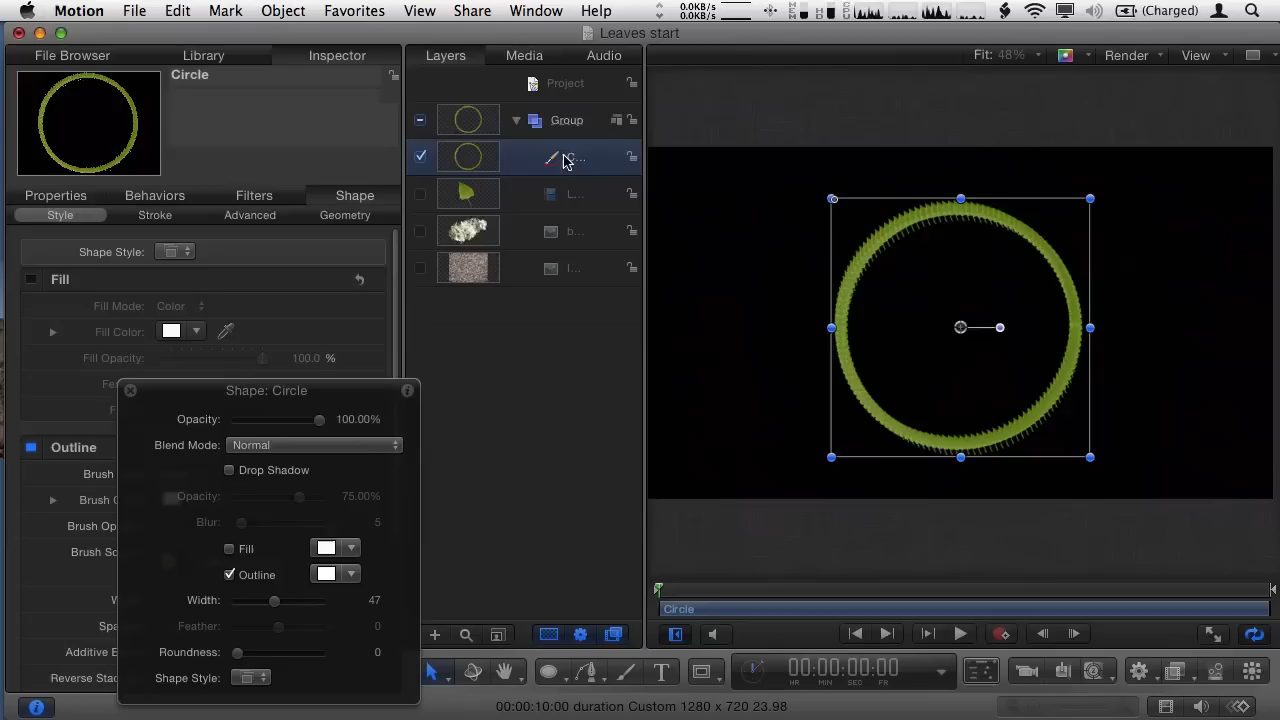 Motion File Edit Mark Object Favorites View Share Window Help 0.0KB/s 0.0KB/s (Charged)
Leaves start
File Browser Library Inspector Layers Media Audio Fit: 48% Render View
Circle
Project
Group
C...
Properties Behaviors Filters Shape L...
Style Stroke Advanced Geometry
b...
Shape Style:
Fill l...
Fill Mode: Color
Fill Color:
Fill Opacity: 100.0 %
Fea
F
Shape: Circle
Opacity: 100.00%
Outline Blend Mode: Normal
Brush Drop Shadow
Brush C Opacity: 75.00%
Brush Op Blur: 5
Brush So Fill
Outline
W Width: 47
Spa Feather: 0
Circle
Additive E Roundness: 0
Reverse Stac Shape Style:
T 00:00:00:00
HR MIN SEC FR
00:00:10:00 duration Custom 1280 x 720 23.98